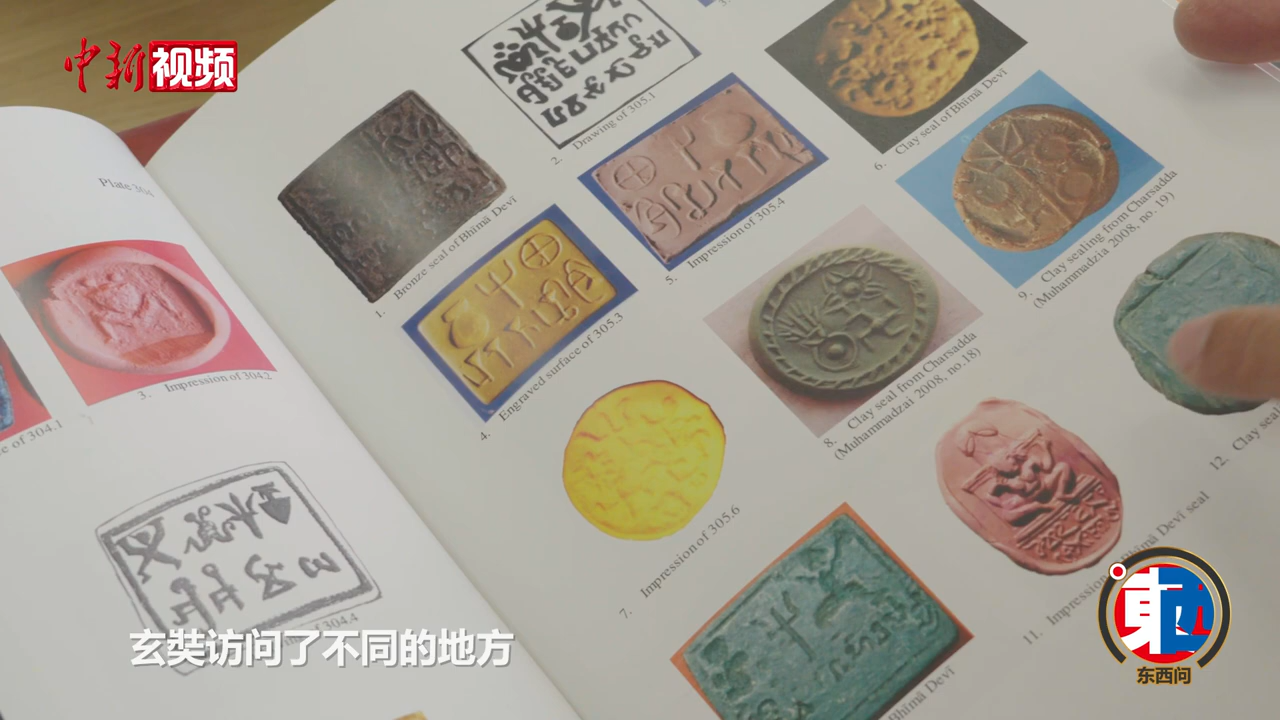 中新视频
Plate 304
2. Drawing of 305.1
6. Clay seal of Bhīmā Devī
1. Bronze seal of Bhīmā Devī
5. Impression of 305.4
9. Clay sealing from Charsadda
(Muhammadzia 2008, no. 19)
3. Impression of 304.2
e of 304.1
4. Engraved surface of 305.3
8. Clay seal from Charsadda
(Muhammadzai 2008, no.18)
12. Clay seal
7. Impression of 305.6
11. Impression of Bhīmā Devī seal
Bhīmā Devī
玄奘访问了不同的地方
东西问